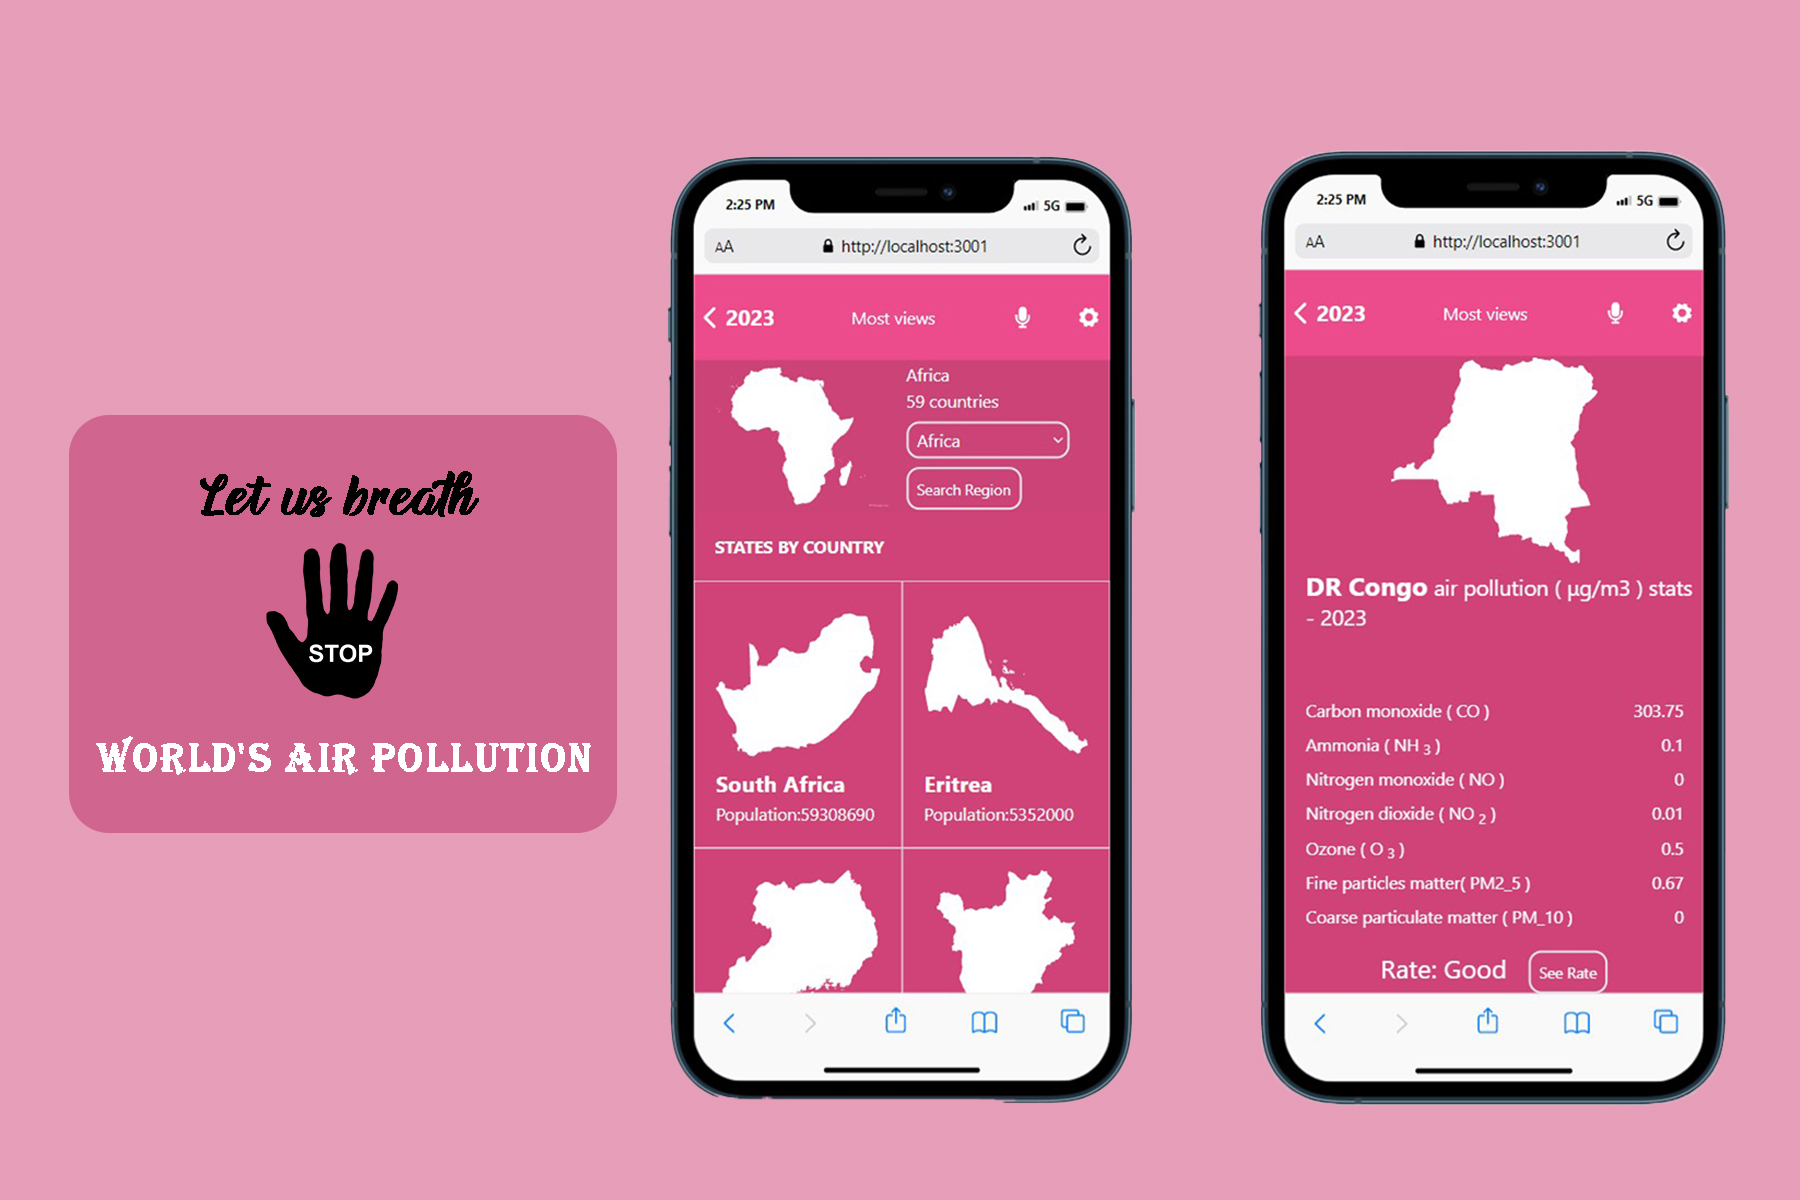 Let us breath
STOP
WORLD'S AIR POLLUTION
2:25 PM
5G
AA
http://localhost:3001
2023
Most views
Africa
59 countries
Africa
Search Region
STATES BY COUNTRY
South Africa
Population:59308690
Eritrea
Population:5352000
2:25 PM
5G
AA
http://localhost:3001
2023
Most views
DR Congo air pollution ( µg/m3 ) stats
- 2023
Carbon monoxide ( CO ) 303.75
Ammonia ( NH 3 ) 0.1
Nitrogen monoxide ( NO ) 0
Nitrogen dioxide ( NO 2 ) 0.01
Ozone ( O 3 ) 0.5
Fine particles matter( PM2_5 ) 0.67
Coarse particulate matter ( PM_10 ) 0
Rate: Good
See Rate